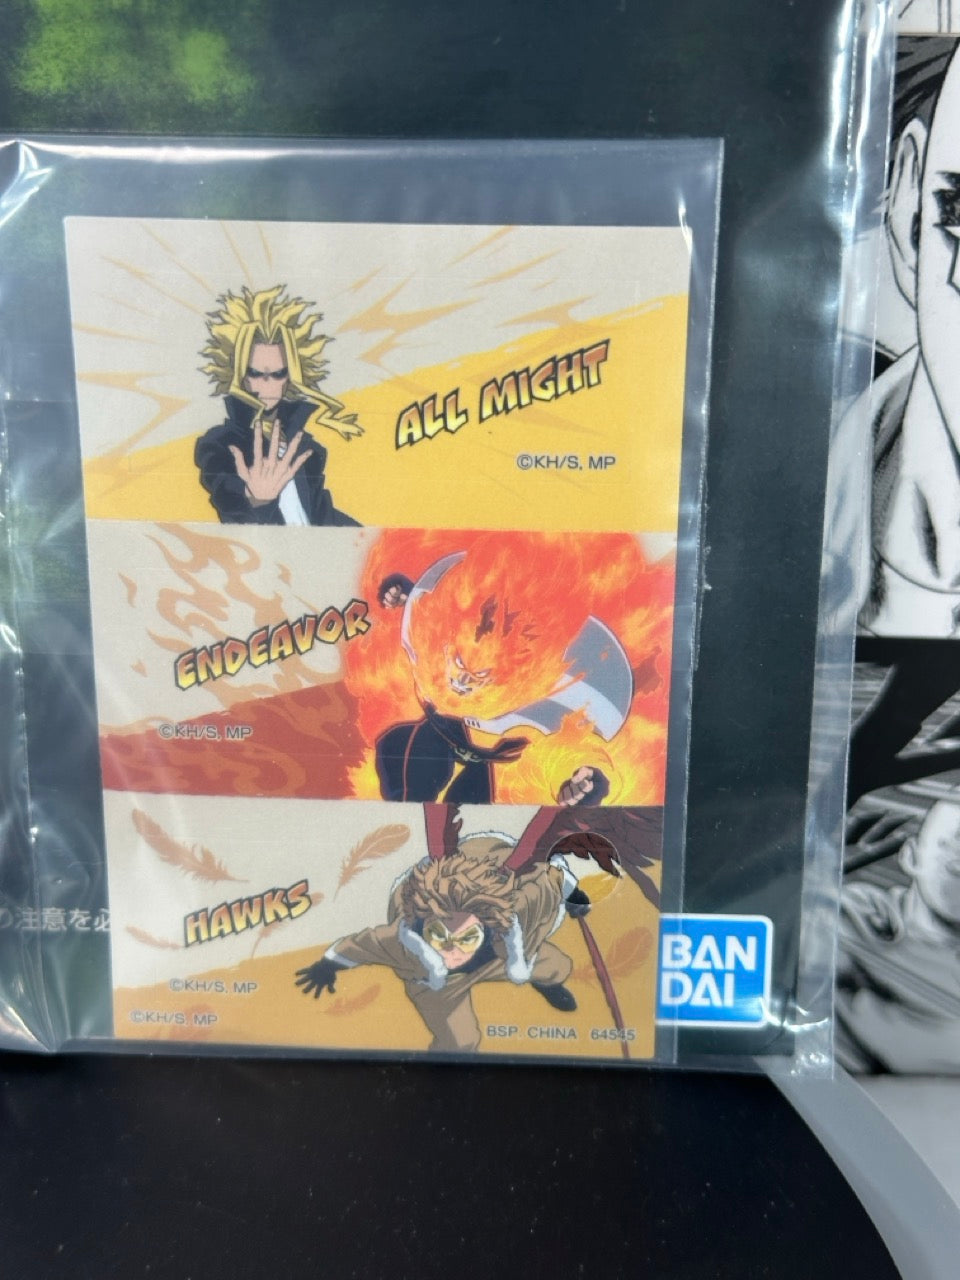 ALL MIGHT
©KH/S, MP
ENDEAVOR
©KH/S, MP
の注意を必
HAWKS
©KH/S, MP
©KH/S, MP
BSP. CHINA 64545
BAN
DAI